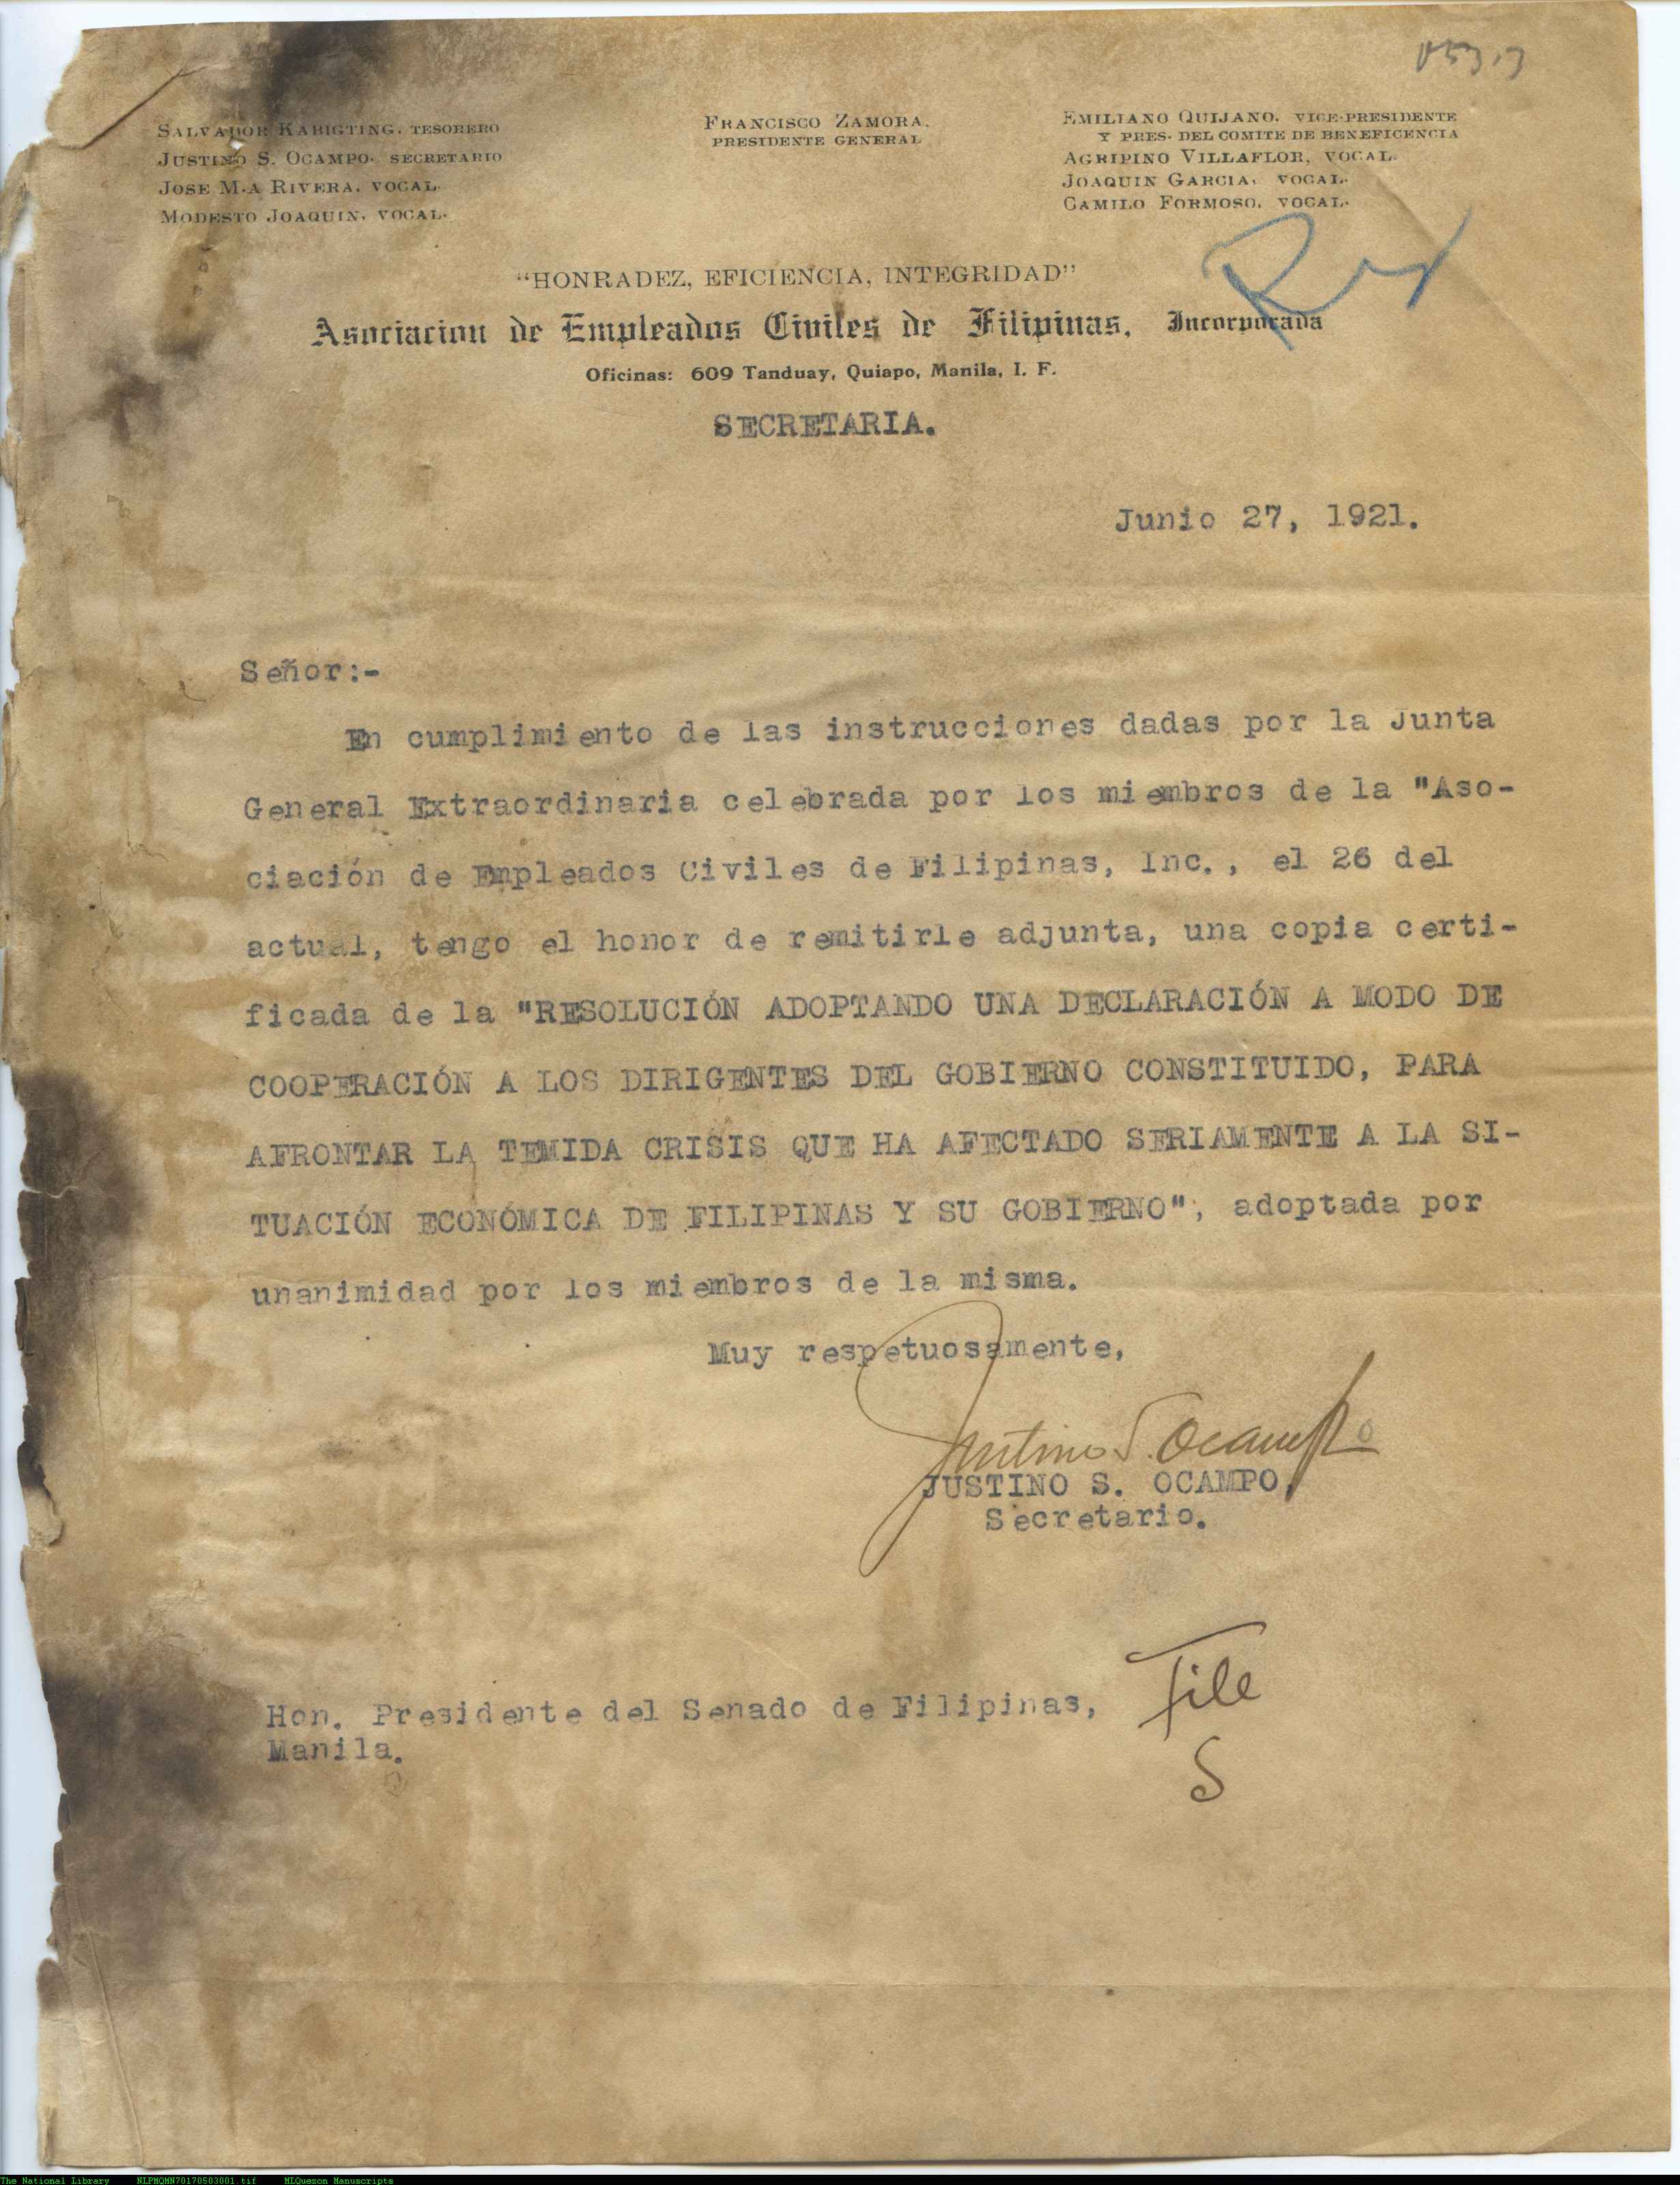 Salvador Kabigting, Tesorero
Justino S. Ocampo, Secretario
Jose M.a Rivera, Vocal.
Modesto Joaquin, Vocal.
Francisco Zamora,
Presidente General
Emiliano Quijano, Vice-Presidente
y Pres. del Comite de Beneficencia
Agripino Villaflor, Vocal.
Joaquin Garcia, Vocal.
Camilo Formoso, Vocal.
"HONRADEZ, EFICIENCIA, INTEGRIDAD"
Asociacion de Empleados Civiles de Filipinas, Incorporada
Oficinas: 609 Tanduay, Quiapo, Manila, I. F.
SECRETARIA.
Junio 27, 1921.
Señor:-
En cumplimiento de las instrucciones dadas por la Junta
General Extraordinaria celebrada por los miembros de la "Aso-
ciación de Empleados Civiles de Filipinas, Inc., el 26 del
actual, tengo el honor de remitirle adjunta, una copia certi-
ficada de la "RESOLUCIÓN ADOPTANDO UNA DECLARACIÓN A MODO DE
COOPERACIÓN A LOS DIRIGENTES DEL GOBIERNO CONSTITUIDO, PARA
AFRONTAR LA TEMIDA CRISIS QUE HA AFECTADO SERIAMENTE A LA SI-
TUACIÓN ECONÓMICA DE FILIPINAS Y SU GOBIERNO", adoptada por
unanimidad por los miembros de la misma.
Muy respetuosamente,
Justino S. Ocampo
JUSTINO S. OCAMPO,
Secretario.
Hon. Presidente del Senado de Filipinas,
Manila.
File
S
The National Library NLPMQMN70170503001.tif MLQuezon Manuscripts